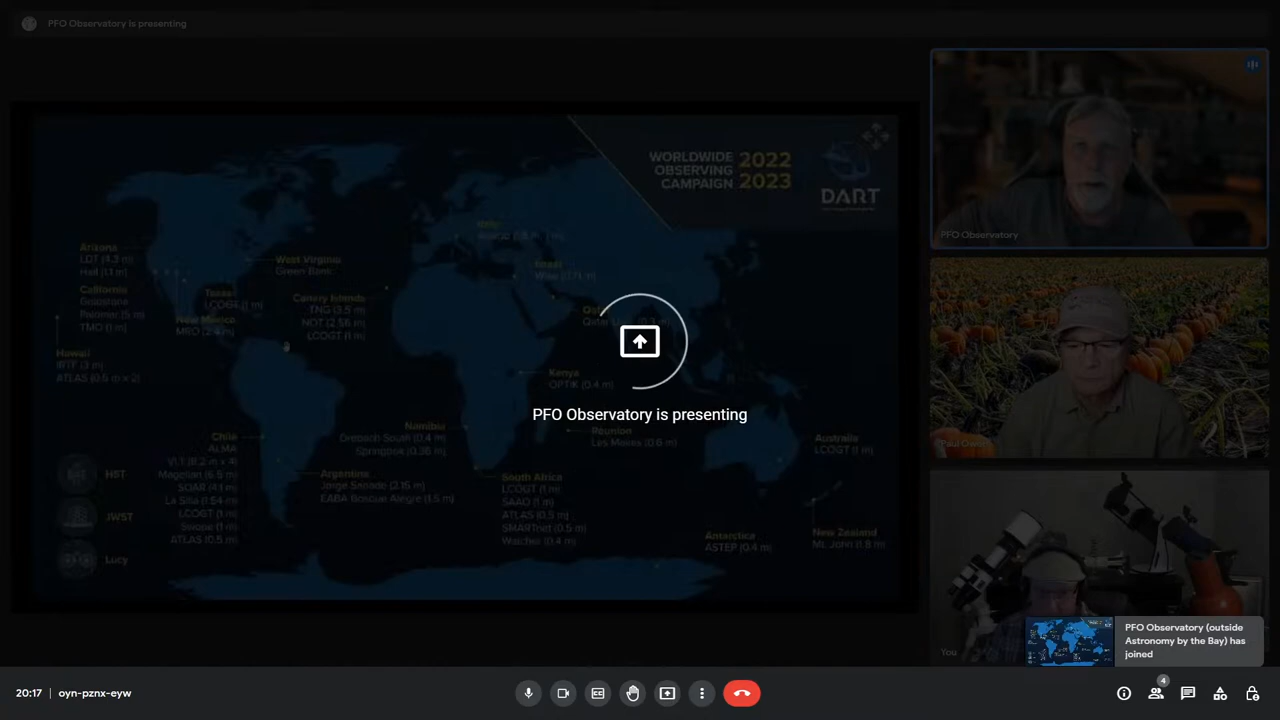 PFO Observatory is presenting
WORLDWIDE
OBSERVING
CAMPAIGN
2022
2023
DART
Arizona
LDT (4.3 m)
Hall (1.1 m)
California
Goldstone
Palomar (5 m)
TMO (1 m)
Hawaii
IRTF (3 m)
ATLAS (0.5 m x 2)
Texas
LCOGT (1 m)
New Mexico
MRO (2.4 m)
West Virginia
Green Bank
Canary Islands
TNG (3.5 m)
NOT (2.56 m)
LCOGT (1 m)
Italy
Israel
Wise (0.71 m)
Kenya
OPTIK (0.4 m)
Reunion
Les Makes (0.6 m)
Namibia
Springbok (0.36 m)
Chile
ALMA
VLT (8.2 m x 4)
Magellan (6.5 m)
SOAR (4.1 m)
La Silla (1.54 m)
LCOGT (1 m)
Swope (1 m)
ATLAS (0.5 m)
Argentina
Jorge Sahade (2.15 m)
EABA Bosque Alegre (1.5 m)
South Africa
LCOGT (1 m)
SAAO (1 m)
ATLAS (0.5 m)
SMARTnet (0.5 m)
Watcher (0.4 m)
Australia
LCOGT (1 m)
Antarctica
ASTEP (0.4 m)
New Zealand
Mt. John (1.8 m)
HST
JWST
Lucy
PFO Observatory is presenting
PFO Observatory
Paul Owen
You
PFO Observatory (outside
Astronomy by the Bay) has
joined
20:17 | oyn-pznx-eyw
4